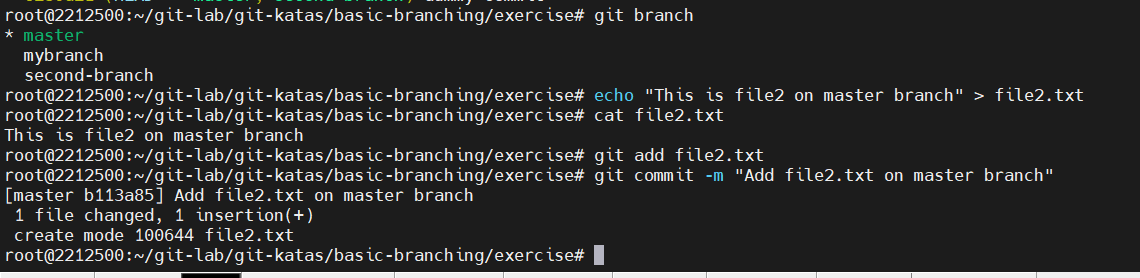 root@2212500:~/git-lab/git-katas/basic-branching/exercise# git branch
* master
  mybranch
  second-branch
root@2212500:~/git-lab/git-katas/basic-branching/exercise# echo "This is file2 on master branch" > file2.txt
root@2212500:~/git-lab/git-katas/basic-branching/exercise# cat file2.txt
This is file2 on master branch
root@2212500:~/git-lab/git-katas/basic-branching/exercise# git add file2.txt
root@2212500:~/git-lab/git-katas/basic-branching/exercise# git commit -m "Add file2.txt on master branch"
[master b113a85] Add file2.txt on master branch
 1 file changed, 1 insertion(+)
 create mode 100644 file2.txt
root@2212500:~/git-lab/git-katas/basic-branching/exercise#